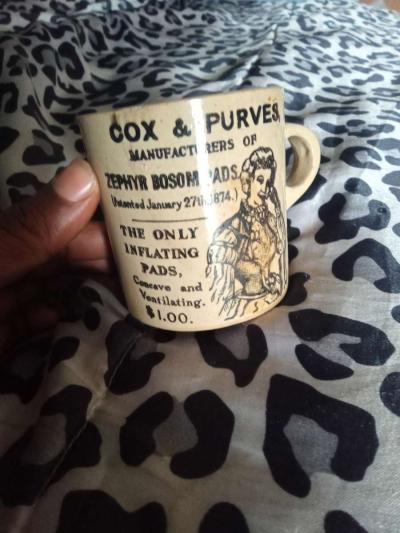 COX & PURVES
MANUFACTURERS OF
ZEPHYR BOSOM PADS.
(Patented January 27th, 1874.)
THE ONLY
INFLATING
PADS,
Concave and
Ventilating.
$1.00.